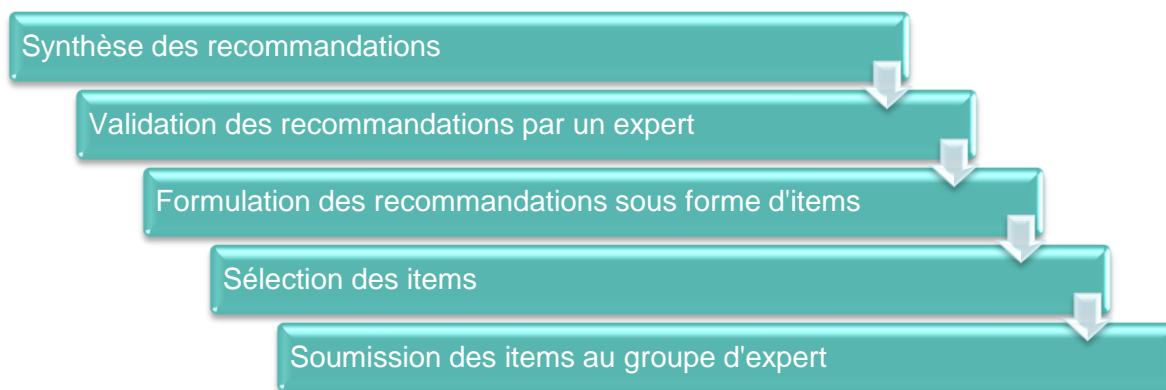 Synthèse des recommandations
Validation des recommandations par un expert
Formulation des recommandations sous forme d'items
Sélection des items
Soumission des items au groupe d'expert